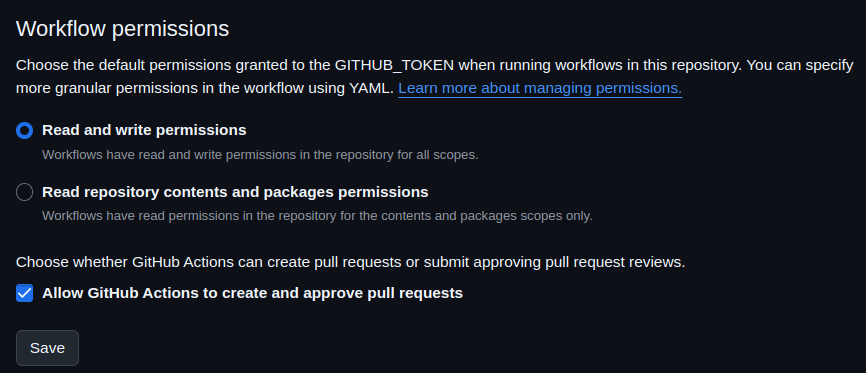 Workflow permissions
Choose the default permissions granted to the GITHUB_TOKEN when running workflows in this repository. You can specify
more granular permissions in the workflow using YAML. Learn more about managing permissions.
Read and write permissions
Workflows have read and write permissions in the repository for all scopes.
Read repository contents and packages permissions
Workflows have read permissions in the repository for the contents and packages scopes only.
Choose whether GitHub Actions can create pull requests or submit approving pull request reviews.
Allow GitHub Actions to create and approve pull requests
Save